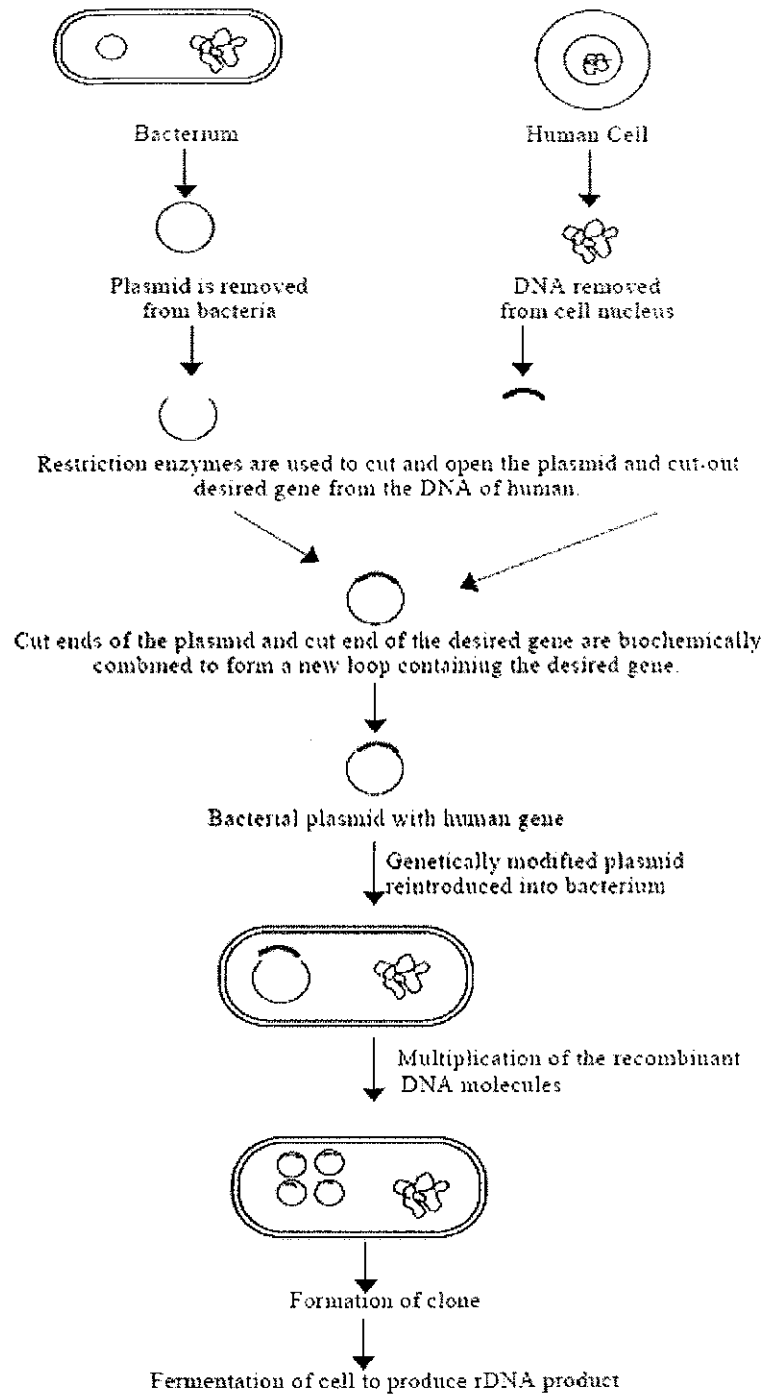 Bacterium
Human Cell
Plasmid is removed
from bacteria
DNA removed
from cell nucleus
Restriction enzymes are used to cut and open the plasmid and cut-out
desired gene from the DNA of human.
Cut ends of the plasmid and cut end of the desired gene are biochemically
combined to form a new loop containing the desired gene.
Bacterial plasmid with human gene
Genetically modified plasmid
reintroduced into bacterium
Multiplication of the recombinant
DNA molecules
Formation of clone
Fermentation of cell to produce rDNA product